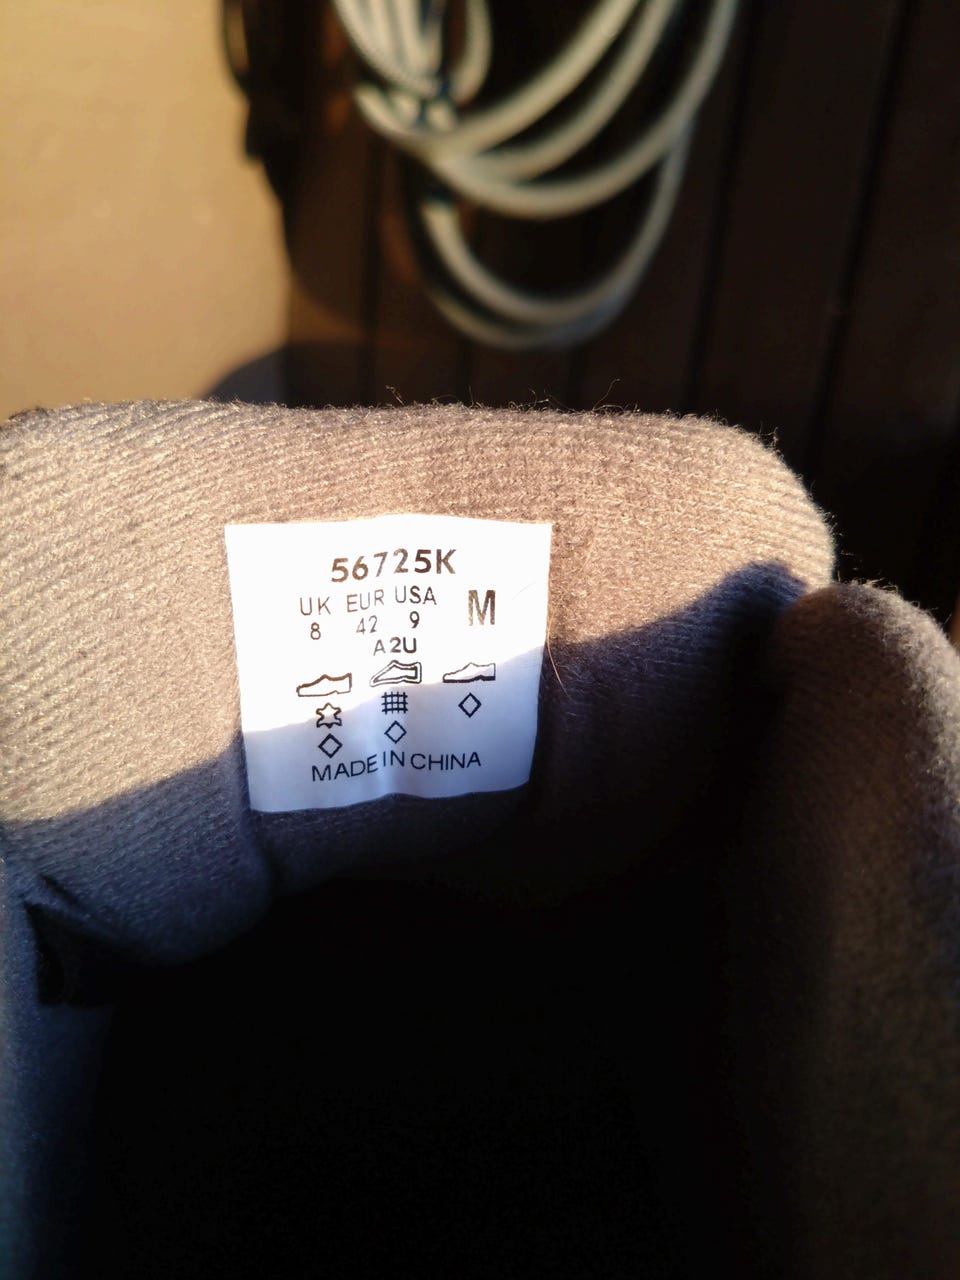 56725K
UK EUR USA M
8 42 9
A2U
MADE IN CHINA